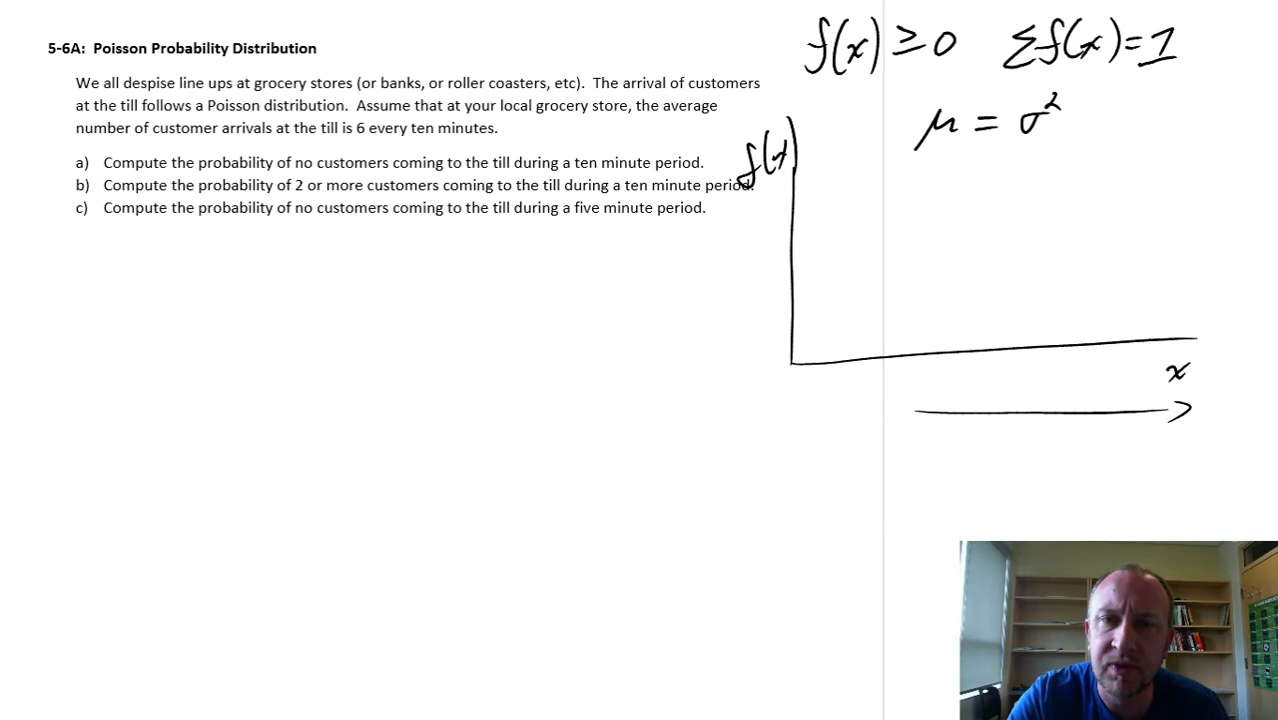 5-6A: Poisson Probability Distribution
We all despise line ups at grocery stores (or banks, or roller coasters, etc). The arrival of customers
at the till follows a Poisson distribution. Assume that at your local grocery store, the average
number of customer arrivals at the till is 6 every ten minutes.
a) Compute the probability of no customers coming to the till during a ten minute period.
b) Compute the probability of 2 or more customers coming to the till during a ten minute period.
c) Compute the probability of no customers coming to the till during a five minute period.
f(x) ≥ 0 Σf(x)=1
μ = σ²
f(x)
x